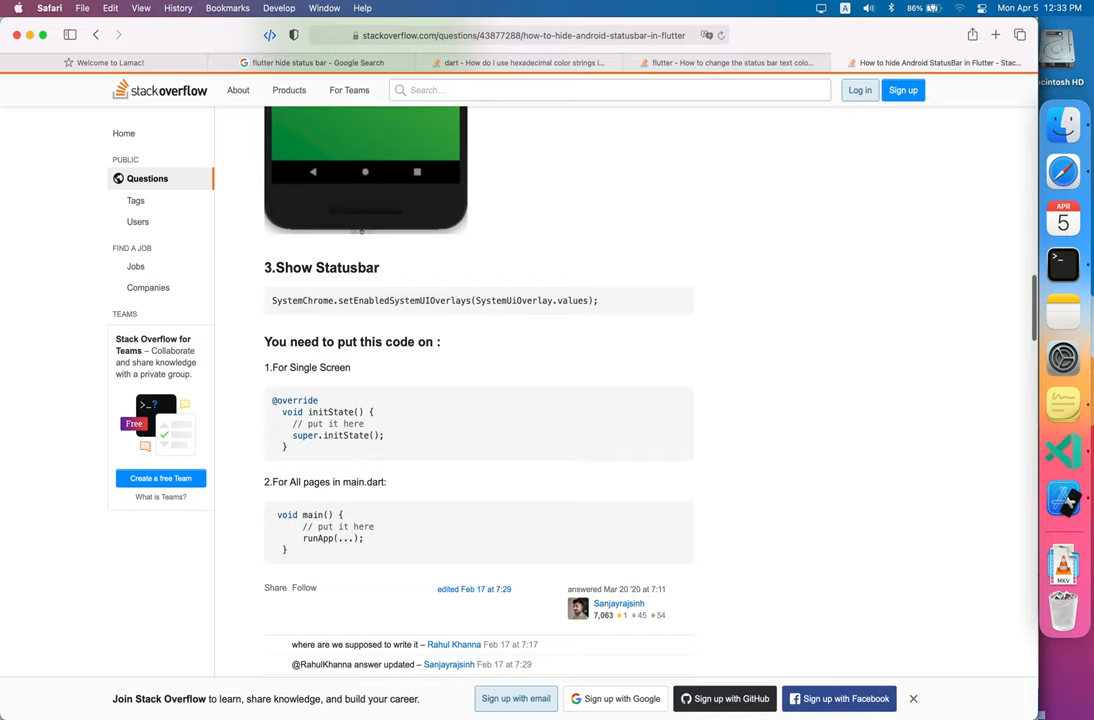 Safari File Edit View History Bookmarks Develop Window Help A 86% Mon Apr 5 12:33 PM
stackoverflow.com/questions/43877288/how-to-hide-android-statusbar-in-flutter
Welcome to Lamac! flutter hide status bar - Google Search dart - How do I use hexadecimal color strings i... flutter - How to change the status bar text colo... How to hide Android StatusBar in Flutter - Stac...
stackoverflow About Products For Teams Search... Log in Sign up
Home
PUBLIC
Questions
Tags
Users
FIND A JOB
Jobs
Companies
TEAMS
Stack Overflow for
Teams – Collaborate
and share knowledge
with a private group.
>_?
Free
Create a free Team
What is Teams?
3.Show Statusbar
SystemChrome.setEnabledSystemUIOverlays(SystemUiOverlay.values);
You need to put this code on :
1.For Single Screen
@override
void initState() {
// put it here
super.initState();
}
2.For All pages in main.dart:
void main() {
// put it here
runApp(...);
}
Share Follow
edited Feb 17 at 7:29
answered Mar 20 '20 at 7:11
Sanjayrajsinh
7,063 1 45 54
where are we supposed to write it – Rahul Khanna Feb 17 at 7:17
@RahulKhanna answer updated – Sanjayrajsinh Feb 17 at 7:29
Join Stack Overflow to learn, share knowledge, and build your career.
Sign up with email Sign up with Google Sign up with GitHub Sign up with Facebook
cintosh HD
APR
5
>_
MKV